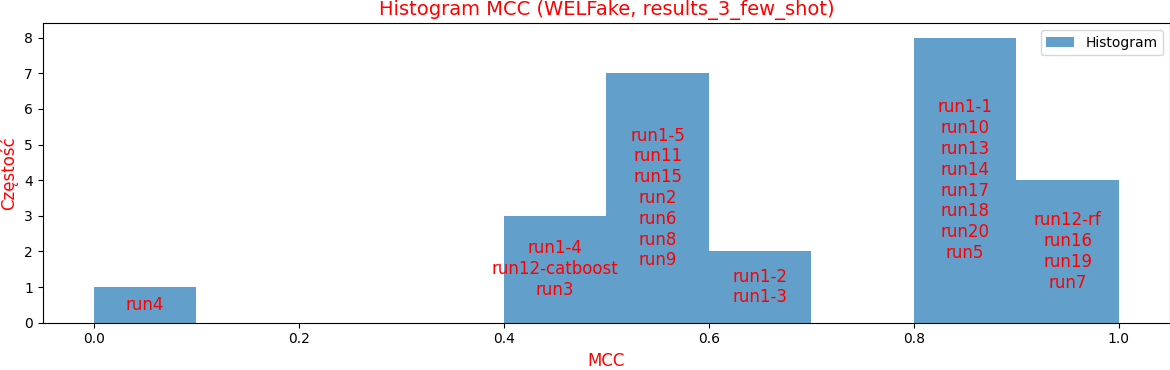 Histogram MCC (WELFake, results_3_few_shot)
Histogram
Częstość
8
7
6
5
4
3
2
1
0
run4
run1-4
run12-catboost
run3
run1-5
run11
run15
run2
run6
run8
run9
run1-2
run1-3
run1-1
run10
run13
run14
run17
run18
run20
run5
run12-rf
run16
run19
run7
0.0
0.2
0.4
0.6
0.8
1.0
MCC